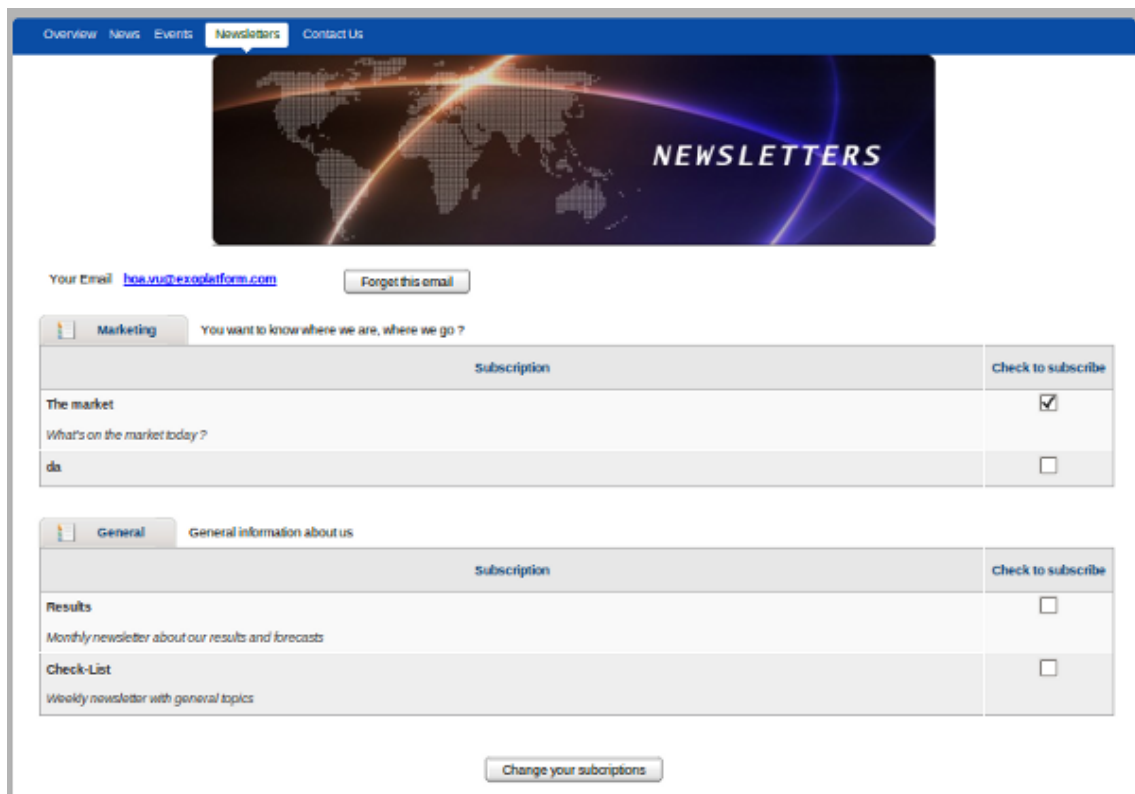 Overview News Events Newsletters Contact Us
NEWSLETTERS
Your Email hoa.vu@exoplatform.com Forget this email
Marketing You want to know where we are, where we go ?
Subscription Check to subscribe
The market
What's on the market today ?
da
General General information about us
Subscription Check to subscribe
Results
Monthly newsletter about our results and forecasts
Check-List
Weekly newsletter with general topics
Change your subcriptions